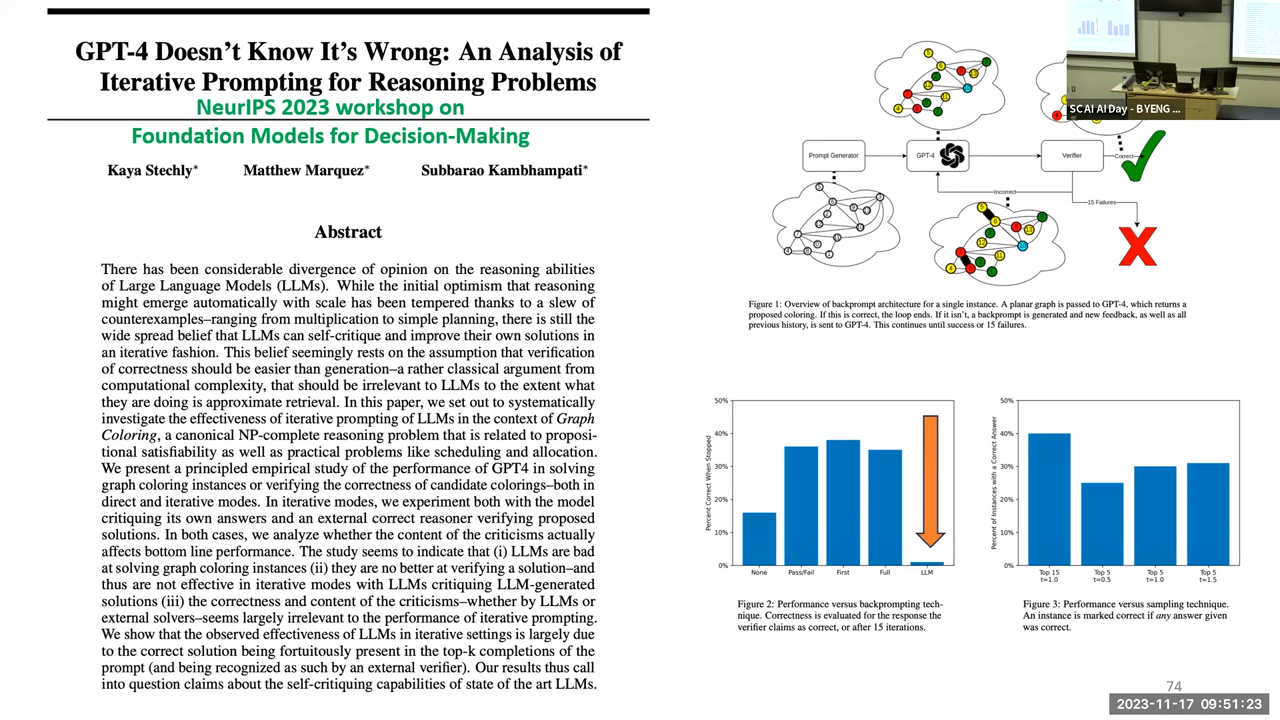 GPT-4 Doesn't Know It's Wrong: An Analysis of
Iterative Prompting for Reasoning Problems
NeurIPS 2023 workshop on
Foundation Models for Decision-Making
Kaya Stechly* Matthew Marquez* Subbarao Kambhampati*
Abstract
There has been considerable divergence of opinion on the reasoning abilities
of Large Language Models (LLMs). While the initial optimism that reasoning
might emerge automatically with scale has been tempered thanks to a slew of
counterexamples–ranging from multiplication to simple planning, there is still the
wide spread belief that LLMs can self-critique and improve their own solutions in
an iterative fashion. This belief seemingly rests on the assumption that verification
of correctness should be easier than generation–a rather classical argument from
computational complexity, that should be irrelevant to LLMs to the extent what
they are doing is approximate retrieval. In this paper, we set out to systematically
investigate the effectiveness of iterative prompting of LLMs in the context of Graph
Coloring, a canonical NP-complete reasoning problem that is related to proposi-
tional satisfiability as well as practical problems like scheduling and allocation.
We present a principled empirical study of the performance of GPT4 in solving
graph coloring instances or verifying the correctness of candidate colorings–both in
direct and iterative modes. In iterative modes, we experiment both with the model
critiquing its own answers and an external correct reasoner verifying proposed
solutions. In both cases, we analyze whether the content of the criticisms actually
affects bottom line performance. The study seems to indicate that (i) LLMs are bad
at solving graph coloring instances (ii) they are no better at verifying a solution–and
thus are not effective in iterative modes with LLMs critiquing LLM-generated
solutions (iii) the correctness and content of the criticisms–whether by LLMs or
external solvers–seems largely irrelevant to the performance of iterative prompting.
We show that the observed effectiveness of LLMs in iterative settings is largely due
to the correct solution being fortuitously present in the top-k completions of the
prompt (and being recognized as such by an external verifier). Our results thus call
into question claims about the self-critiquing capabilities of state of the art LLMs.
SCAI AI Day - BYENG ...
Prompt Generator
GPT-4
Verifier
Correct
Incorrect
15 Failures
Figure 1: Overview of backprompt architecture for a single instance. A planar graph is passed to GPT-4, which returns a
proposed coloring. If this is correct, the loop ends. If it isn't, a backprompt is generated and new feedback, as well as all
previous history, is sent to GPT-4. This continues until success or 15 failures.
Percent Correct When Stopped
50%
40%
30%
20%
10%
0%
None Pass/Fail First Full LLM
Figure 2: Performance versus backprompting tech-
nique. Correctness is evaluated for the response the
verifier claims as correct, or after 15 iterations.
Percent of Instances with a Correct Answer
50%
40%
30%
20%
10%
0%
Top 15 Top 5 Top 5 Top 5
t=1.0 t=0.5 t=1.0 t=1.5
Figure 3: Performance versus sampling technique.
An instance is marked correct if any answer given
was correct.
74
2023-11-17 09:51:23